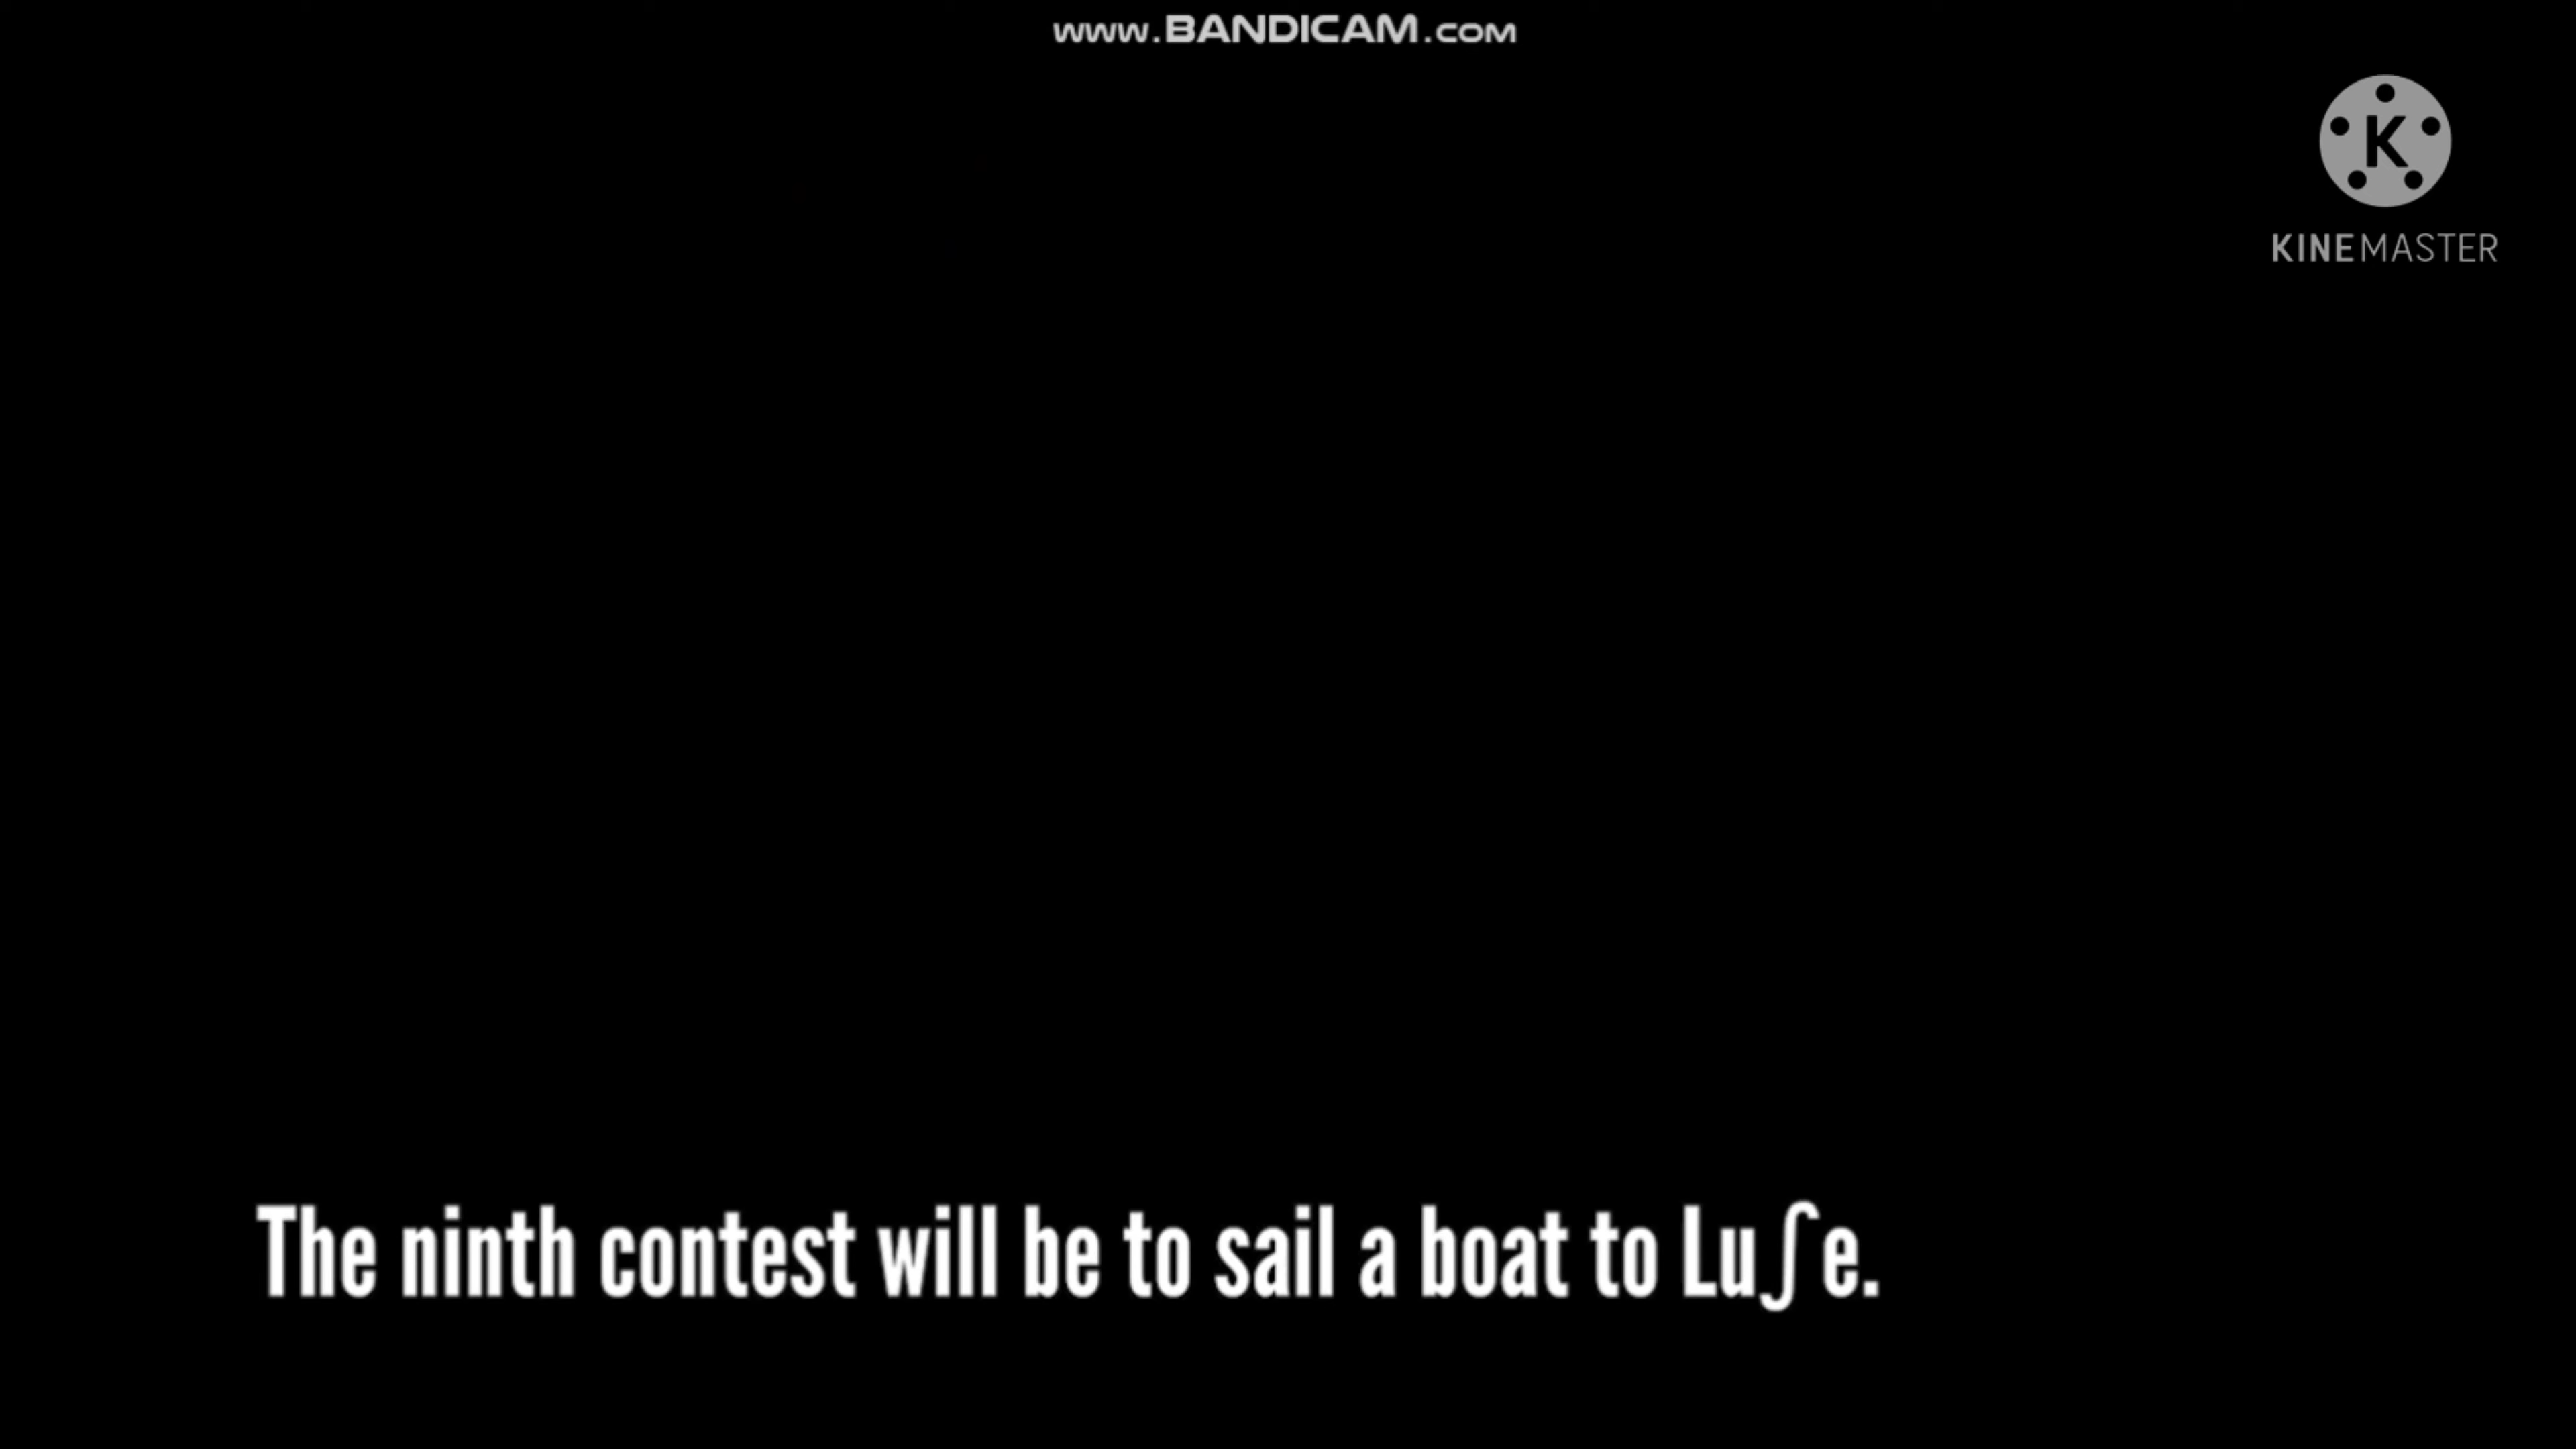 www.BANDICAM.com
K
KINEMASTER
The ninth contest will be to sail a boat to Lu∫e.